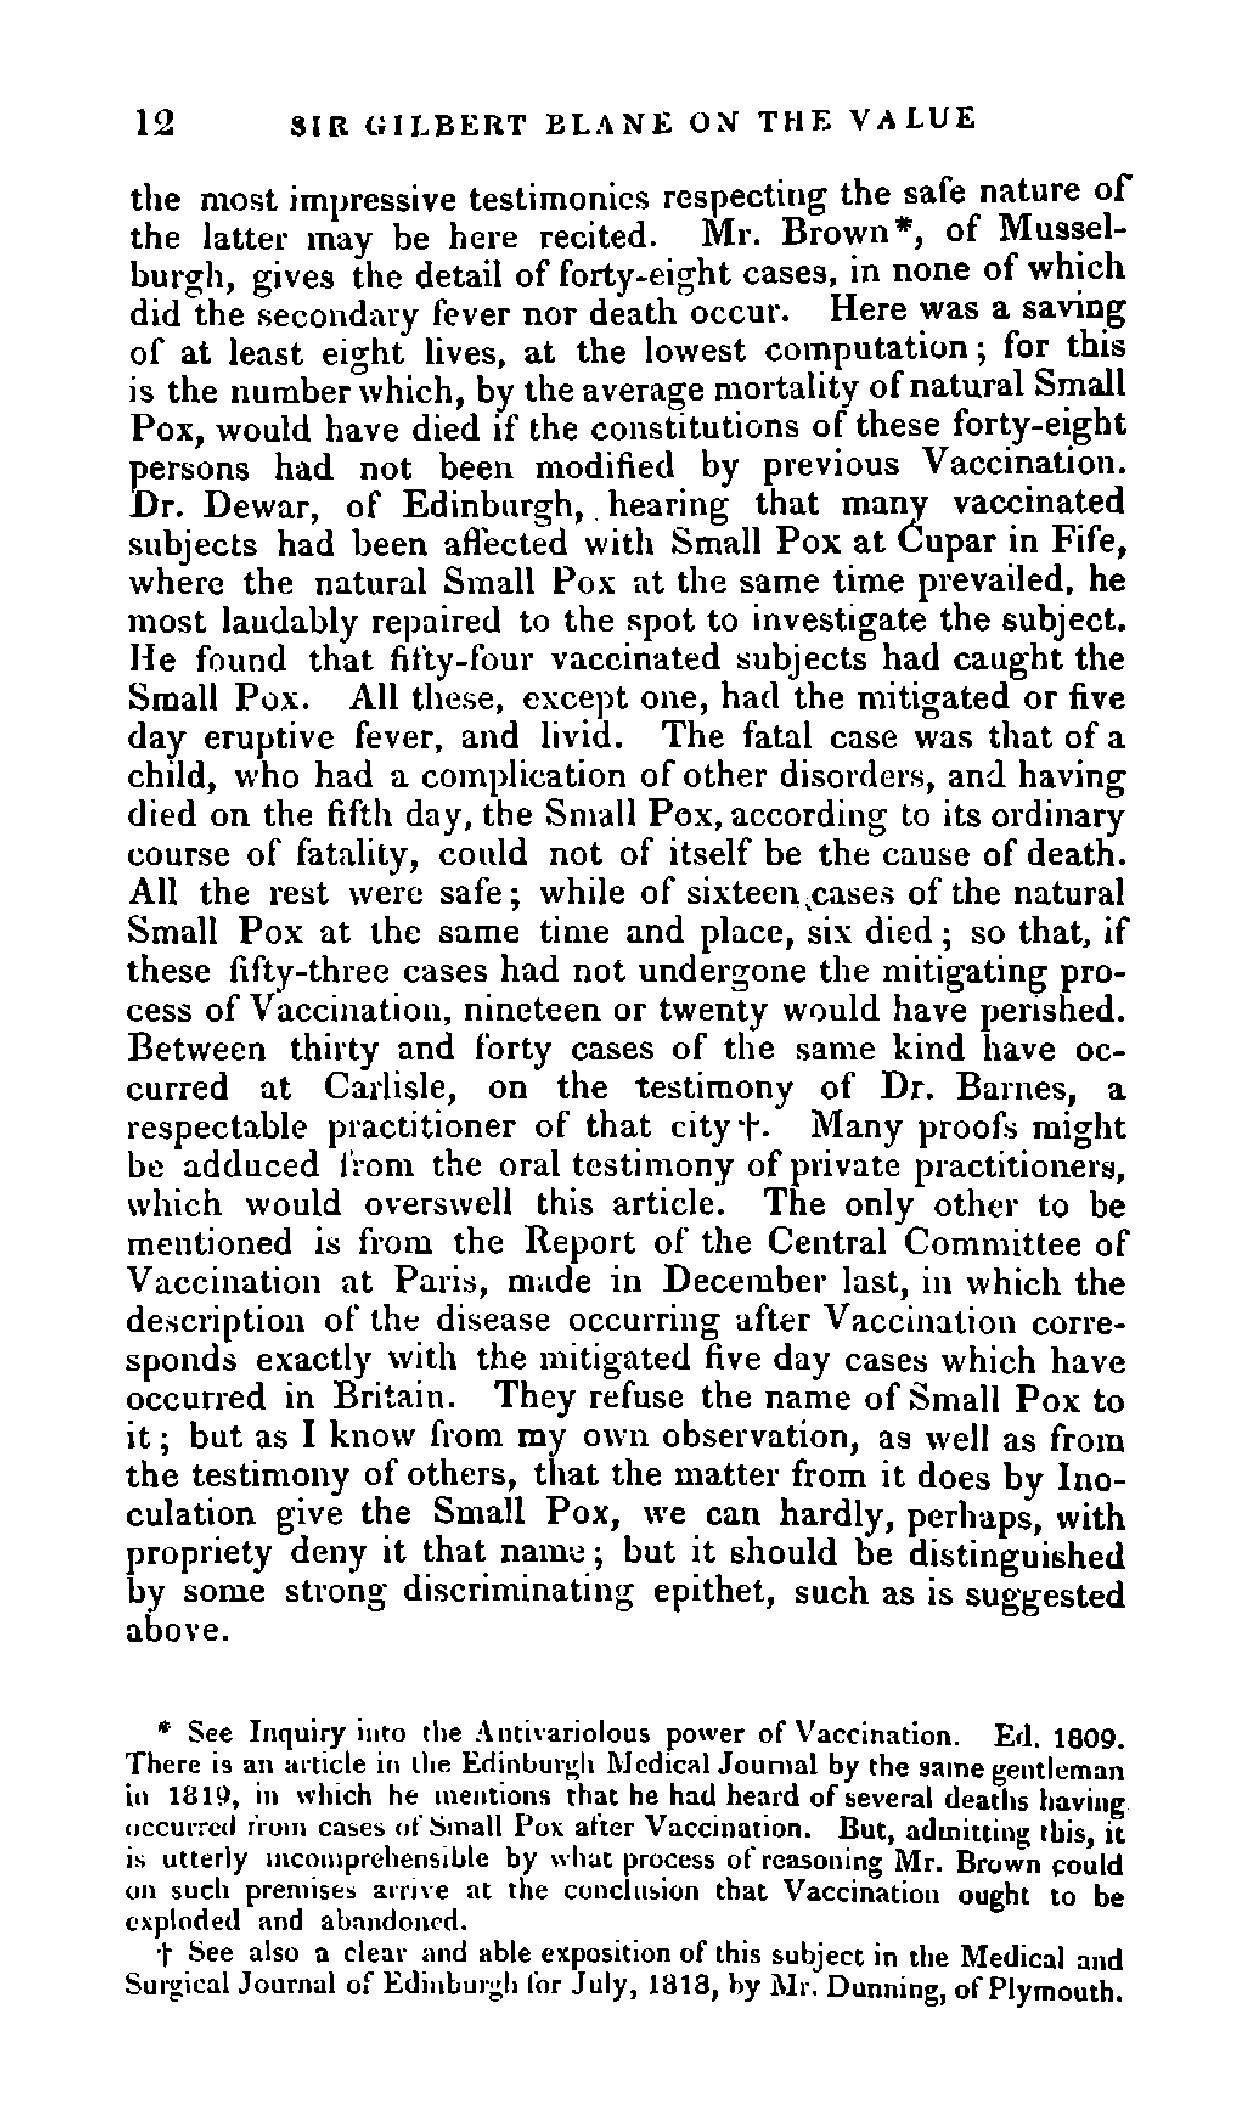 12 SIR GILBERT BLANE ON THE VALUE
the most impressive testimonies respecting the safe nature of
the latter may be here recited. Mr. Brown*, of Mussel-
burgh, gives the detail of forty-eight cases, in none of which
did the secondary fever nor death occur. Here was a saving
of at least eight lives, at the lowest computation; for this
is the number which, by the average mortality of natural Small
Pox, would have died if the constitutions of these forty-eight
persons had not been modified by previous Vaccination.
Dr. Dewar, of Edinburgh, hearing that many vaccinated
subjects had been affected with Small Pox at Cupar in Fife,
where the natural Small Pox at the same time prevailed, he
most laudably repaired to the spot to investigate the subject.
He found that fifty-four vaccinated subjects had caught the
Small Pox. All these, except one, had the mitigated or five
day eruptive fever, and livid. The fatal case was that of a
child, who had a complication of other disorders, and having
died on the fifth day, the Small Pox, according to its ordinary
course of fatality, could not of itself be the cause of death.
All the rest were safe; while of sixteen cases of the natural
Small Pox at the same time and place, six died; so that, if
these fifty-three cases had not undergone the mitigating pro-
cess of Vaccination, nineteen or twenty would have perished.
Between thirty and forty cases of the same kind have oc-
curred at Carlisle, on the testimony of Dr. Barnes, a
respectable practitioner of that city†. Many proofs might
be adduced from the oral testimony of private practitioners,
which would overswell this article. The only other to be
mentioned is from the Report of the Central Committee of
Vaccination at Paris, made in December last, in which the
description of the disease occurring after Vaccination corre-
sponds exactly with the mitigated five day cases which have
occurred in Britain. They refuse the name of Small Pox to
it; but as I know from my own observation, as well as from
the testimony of others, that the matter from it does by Ino-
culation give the Small Pox, we can hardly, perhaps, with
propriety deny it that name; but it should be distinguished
by some strong discriminating epithet, such as is suggested
above.
* See Inquiry into the Antivariolous power of Vaccination. Ed. 1809.
There is an article in the Edinburgh Medical Journal by the same gentleman
in 1819, in which he mentions that he had heard of several deaths having
occurred from cases of Small Pox after Vaccination. But, admitting this, it
is utterly incomprehensible by what process of reasoning Mr. Brown could
on such premises arrive at the conclusion that Vaccination ought to be
exploded and abandoned.
† See also a clear and able exposition of this subject in the Medical and
Surgical Journal of Edinburgh for July, 1818, by Mr. Dunning, of Plymouth.